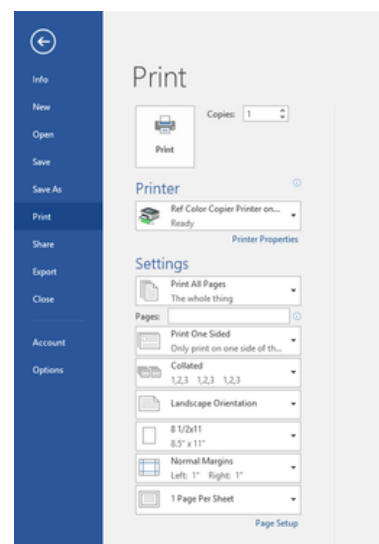 Info
New
Open
Save
Save As
Print
Share
Export
Close
Account
Options
Print
Copies: 1
Print
Printer
Ref Color Copier Printer on...
Ready
Printer Properties
Settings
Print All Pages
The whole thing
Pages:
Print One Sided
Only print on one side of th...
Collated
1,2,3 1,2,3 1,2,3
Landscape Orientation
8 1/2x11
8.5" x 11"
Normal Margins
Left: 1" Right: 1"
1 Page Per Sheet
Page Setup